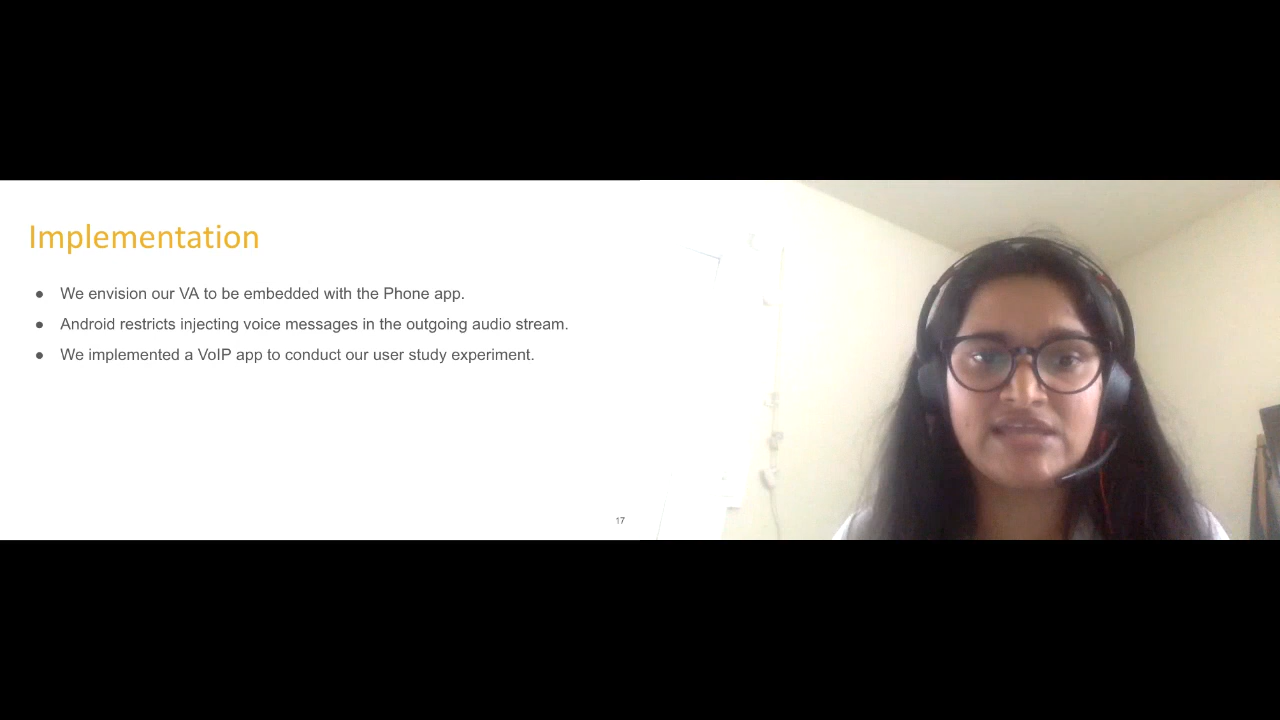 Implementation
● We envision our VA to be embedded with the Phone app.
● Android restricts injecting voice messages in the outgoing audio stream.
● We implemented a VoIP app to conduct our user study experiment.
17